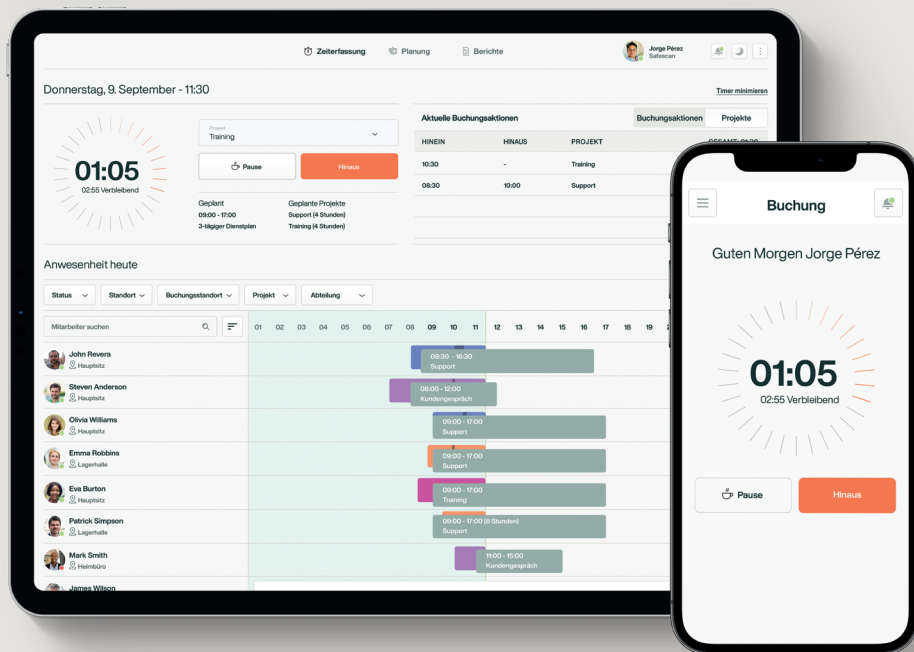 Zeiterfassung
Planung
Berichte
Jorge Pérez
Safescan
Donnerstag, 9. September - 11:30
Timer minimieren
01:05
02:55 Verbleibend
Projekt
Training
Pause
Hinaus
Geplant
09:00 - 17:00
3-tägiger Dienstplan
Geplante Projekte
Support (4 Stunden)
Training (4 Stunden)
Aktuelle Buchungsaktionen
Buchungsaktionen
Projekte
HINEIN HINAUS PROJEKT
10:30 - Training
08:30 10:00 Support
Anwesenheit heute
Status
Standort
Buchungsstandort
Projekt
Abteilung
Mitarbeiter suchen
01 02 03 04 05 06 07 08 09 10 11 12 13 14 15 16 17 18 19
John Revera
Hauptsitz
08:30 - 16:30
Support
Steven Anderson
Hauptsitz
08:00 - 12:00
Kundengespräch
Olivia Williams
Hauptsitz
09:00 - 17:00
Support
Emma Robbins
Lagerhalle
09:00 - 17:00
Support
Eva Burton
Hauptsitz
09:00 - 17:00
Training
Patrick Simpson
Lagerhalle
09:00 - 17:00 (8 Stunden)
Support
Mark Smith
Heimbüro
11:00 - 15:00
Kundengespräch
James Wilson
Buchung
Guten Morgen Jorge Pérez
01:05
02:55 Verbleibend
Pause
Hinaus